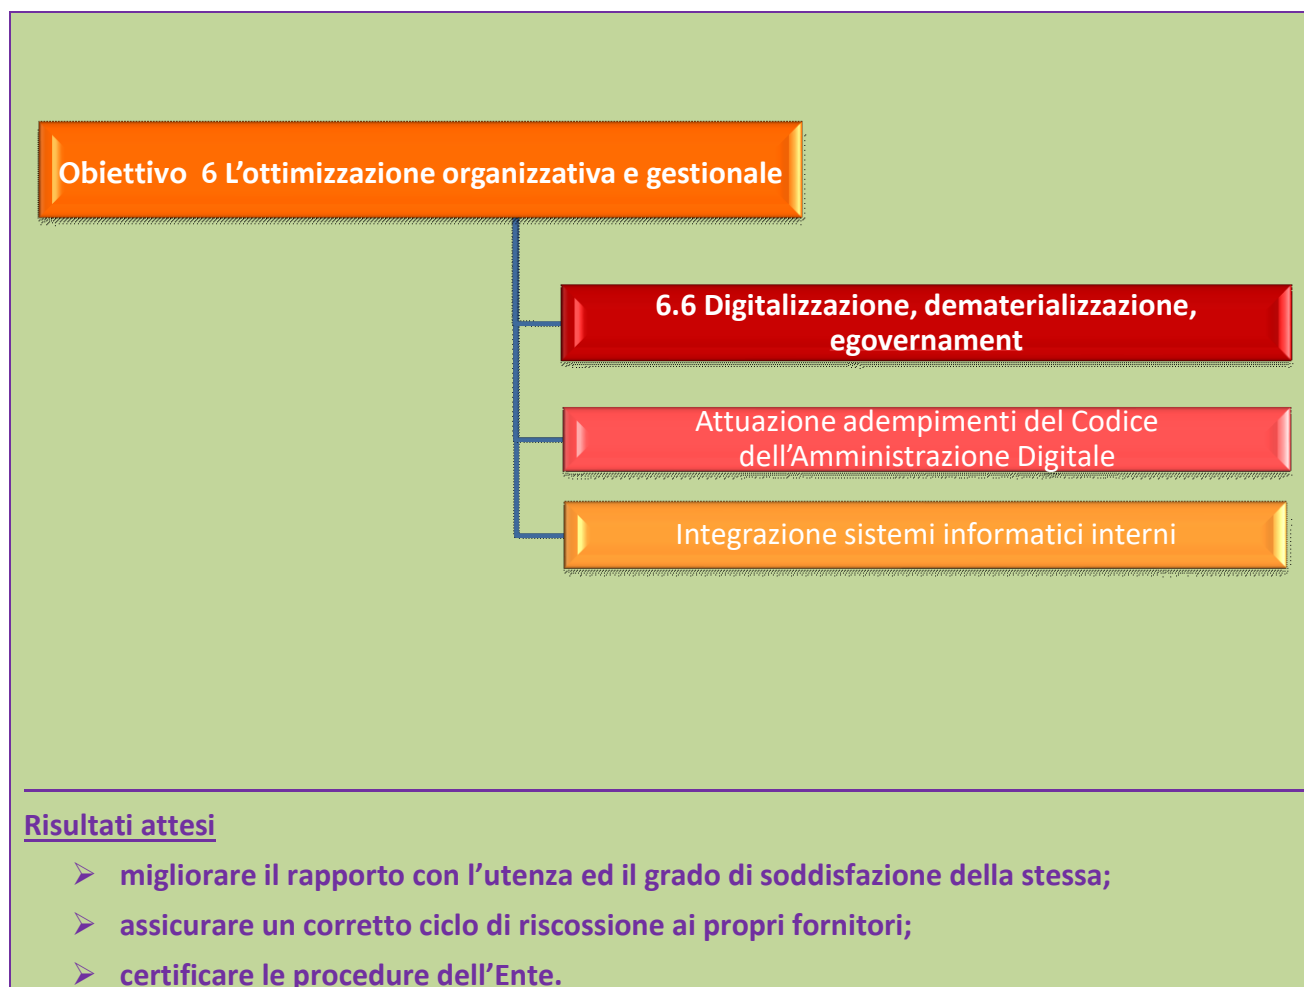 Obiettivo  6 L’ottimizzazione organizzativa e gestionale
6.6 Digitalizzazione, dematerializzazione,
egovernament
Attuazione adempimenti del Codice
dell’Amministrazione Digitale
Integrazione sistemi informatici interni
Risultati attesi
➢ migliorare il rapporto con l’utenza ed il grado di soddisfazione della stessa;
➢ assicurare un corretto ciclo di riscossione ai propri fornitori;
➢ certificare le procedure dell’Ente.